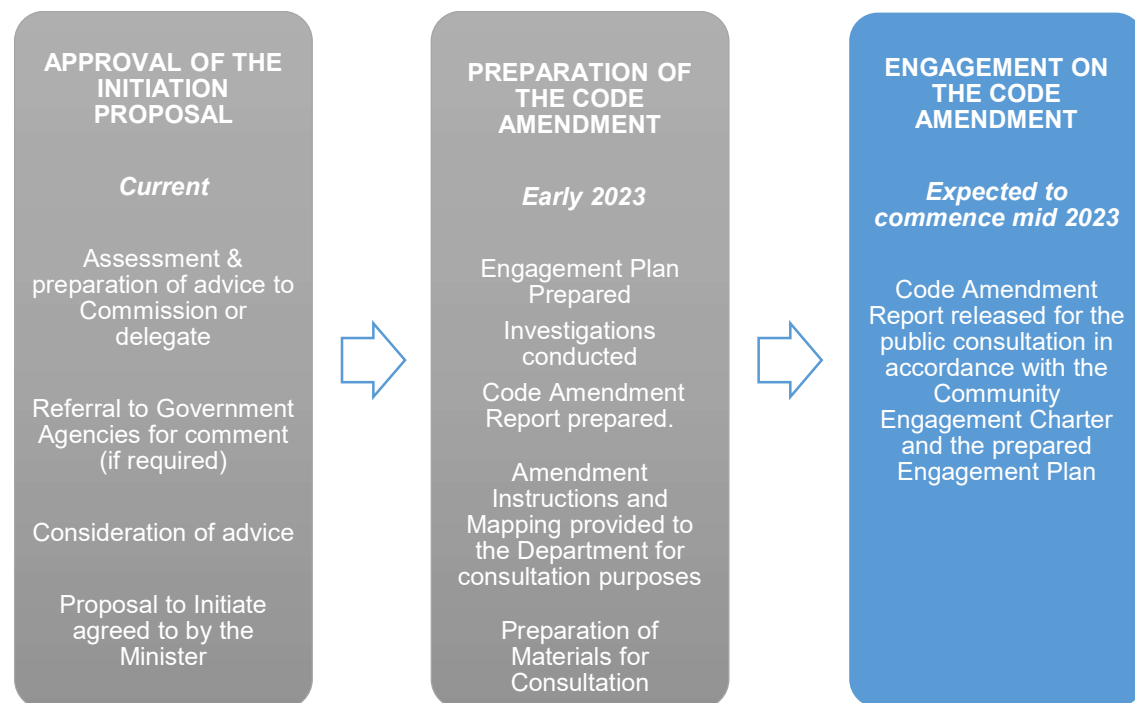 APPROVAL OF THE
INITIATION
PROPOSAL
Current
Assessment &
preparation of advice to
Commission or
delegate
Referral to Government
Agencies for comment
(if required)
Consideration of advice
Proposal to Initiate
agreed to by the
Minister
PREPARATION OF
THE CODE
AMENDMENT
Early 2023
Engagement Plan
Prepared
Investigations
conducted
Code Amendment
Report prepared.
Amendment
Instructions and
Mapping provided to
the Department for
consultation purposes
Preparation of
Materials for
Consultation
ENGAGEMENT ON
THE CODE
AMENDMENT
Expected to
commence mid 2023
Code Amendment
Report released for the
public consultation in
accordance with the
Community
Engagement Charter
and the prepared
Engagement Plan